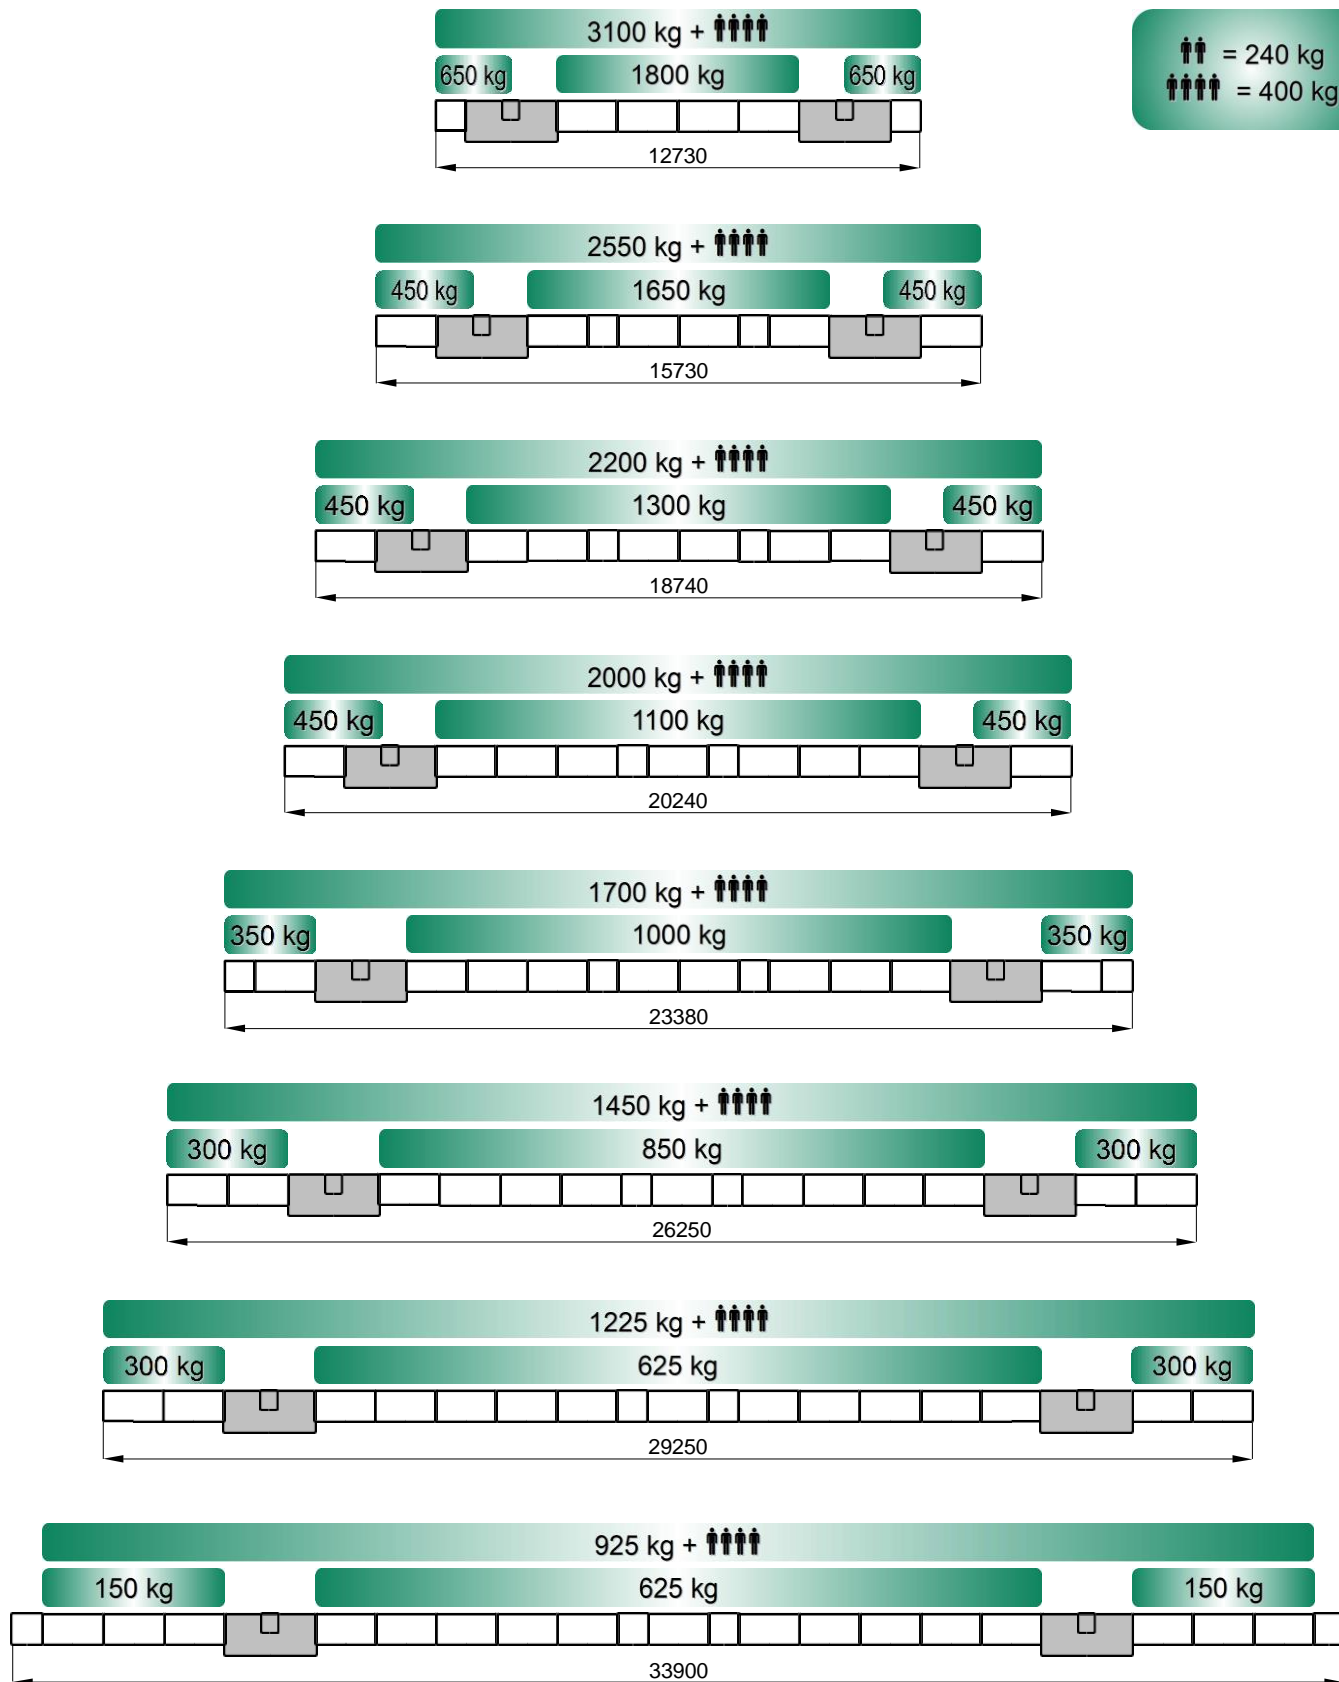 3100 kg +
650 kg 1800 kg 650 kg
12730
= 240 kg
= 400 kg
2550 kg +
450 kg 1650 kg 450 kg
15730
2200 kg +
450 kg 1300 kg 450 kg
18740
2000 kg +
450 kg 1100 kg 450 kg
20240
1700 kg +
350 kg 1000 kg 350 kg
23380
1450 kg +
300 kg 850 kg 300 kg
26250
1225 kg +
300 kg 625 kg 300 kg
29250
925 kg +
150 kg 625 kg 150 kg
33900